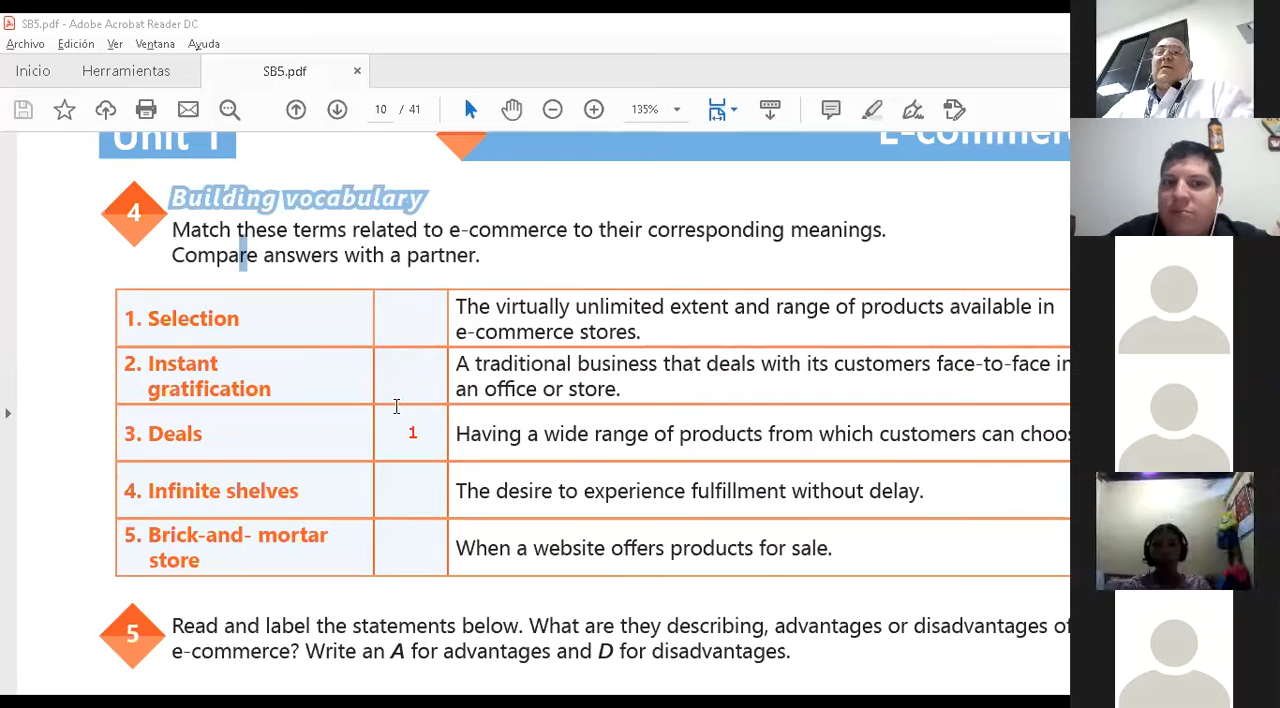 SB5.pdf - Adobe Acrobat Reader DC
Archivo Edición Ver Ventana Ayuda
Inicio Herramientas SB5.pdf ×
10 / 41 135%
Unit 1 E-commer
4 Building vocabulary
Match these terms related to e-commerce to their corresponding meanings.
Compare answers with a partner.
1. Selection
The virtually unlimited extent and range of products available in
e-commerce stores.
2. Instant
gratification
A traditional business that deals with its customers face-to-face in
an office or store.
3. Deals
1
Having a wide range of products from which customers can choos
4. Infinite shelves
The desire to experience fulfillment without delay.
5. Brick-and- mortar
store
When a website offers products for sale.
5 Read and label the statements below. What are they describing, advantages or disadvantages of
e-commerce? Write an A for advantages and D for disadvantages.